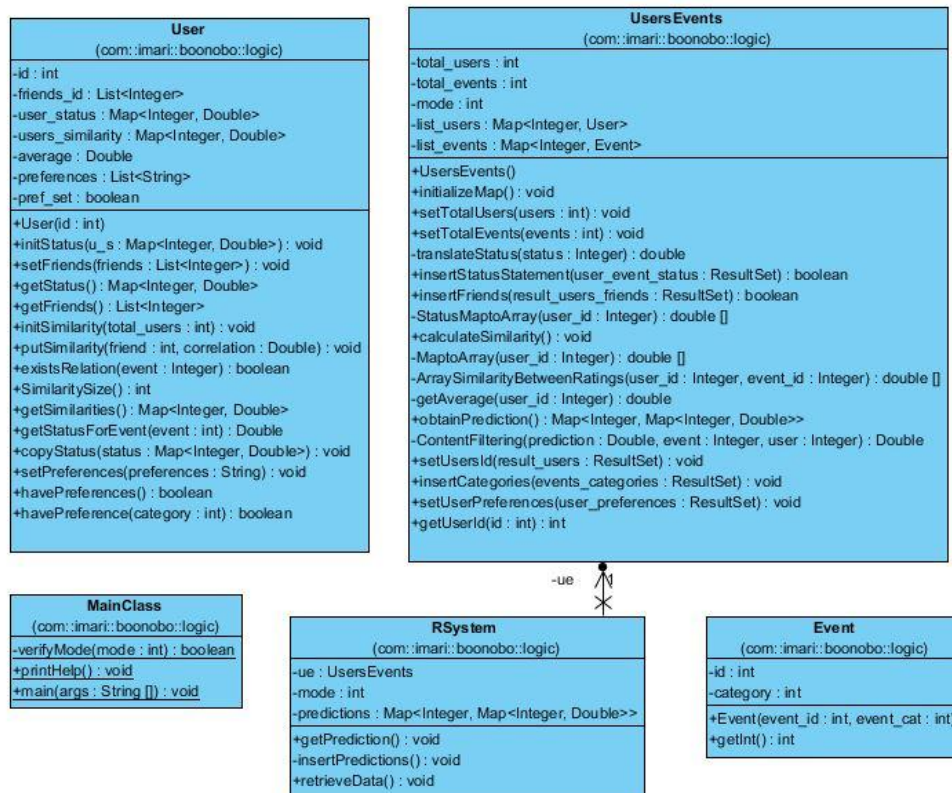 User
(com::imari::boonobo::logic)
-id : int
-friends_id : List<Integer>
-user_status : Map<Integer, Double>
-users_similarity : Map<Integer, Double>
-average : Double
-preferences : List<String>
-pref_set : boolean
+User(id : int)
+initStatus(u_s : Map<Integer, Double>) : void
+setFriends(friends : List<Integer>) : void
+getStatus() : Map<Integer, Double>
+getFriends() : List<Integer>
+initSimilarity(total_users : int) : void
+putSimilarity(friend : int, correlation : Double) : void
+existsRelation(event : Integer) : boolean
+SimilaritySize() : int
+getSimilarities() : Map<Integer, Double>
+getStatusForEvent(event : int) : Double
+copyStatus(status : Map<Integer, Double>) : void
+setPreferences(preferences : String) : void
+havePreferences() : boolean
+havePreference(category : int) : boolean
UsersEvents
(com::imari::boonobo::logic)
-total_users : int
-total_events : int
-mode : int
-list_users : Map<Integer, User>
-list_events : Map<Integer, Event>
+UsersEvents()
+initializeMap() : void
+setTotalUsers(users : int) : void
+setTotalEvents(events : int) : void
-translateStatus(status : Integer) : double
+insertStatusStatement(user_event_status : ResultSet) : boolean
+insertFriends(result_users_friends : ResultSet) : boolean
-StatusMaptoArray(user_id : Integer) : double []
+calculateSimilarity() : void
-MaptoArray(user_id : Integer) : double []
-ArraySimilarityBetweenRatings(user_id : Integer, event_id : Integer) : double []
-getAverage(user_id : Integer) : double
+obtainPrediction() : Map<Integer, Map<Integer, Double>>
-ContentFiltering(prediction : Double, event : Integer, user : Integer) : Double
+setUsersId(result_users : ResultSet) : void
+insertCategories(events_categories : ResultSet) : void
+setUserPreferences(user_preferences : ResultSet) : void
+getUserId(id : int) : int
-ue 1
MainClass
(com::imari::boonobo::logic)
-verifyMode(mode : int) : boolean
+printHelp() : void
+main(args : String []) : void
RSystem
(com::imari::boonobo::logic)
-ue : UsersEvents
-mode : int
-predictions : Map<Integer, Map<Integer, Double>>
+getPrediction() : void
-insertPredictions() : void
+retrieveData() : void
Event
(com::imari::boonobo::logic)
-id : int
-category : int
+Event(event_id : int, event_cat : int)
+getInt() : int